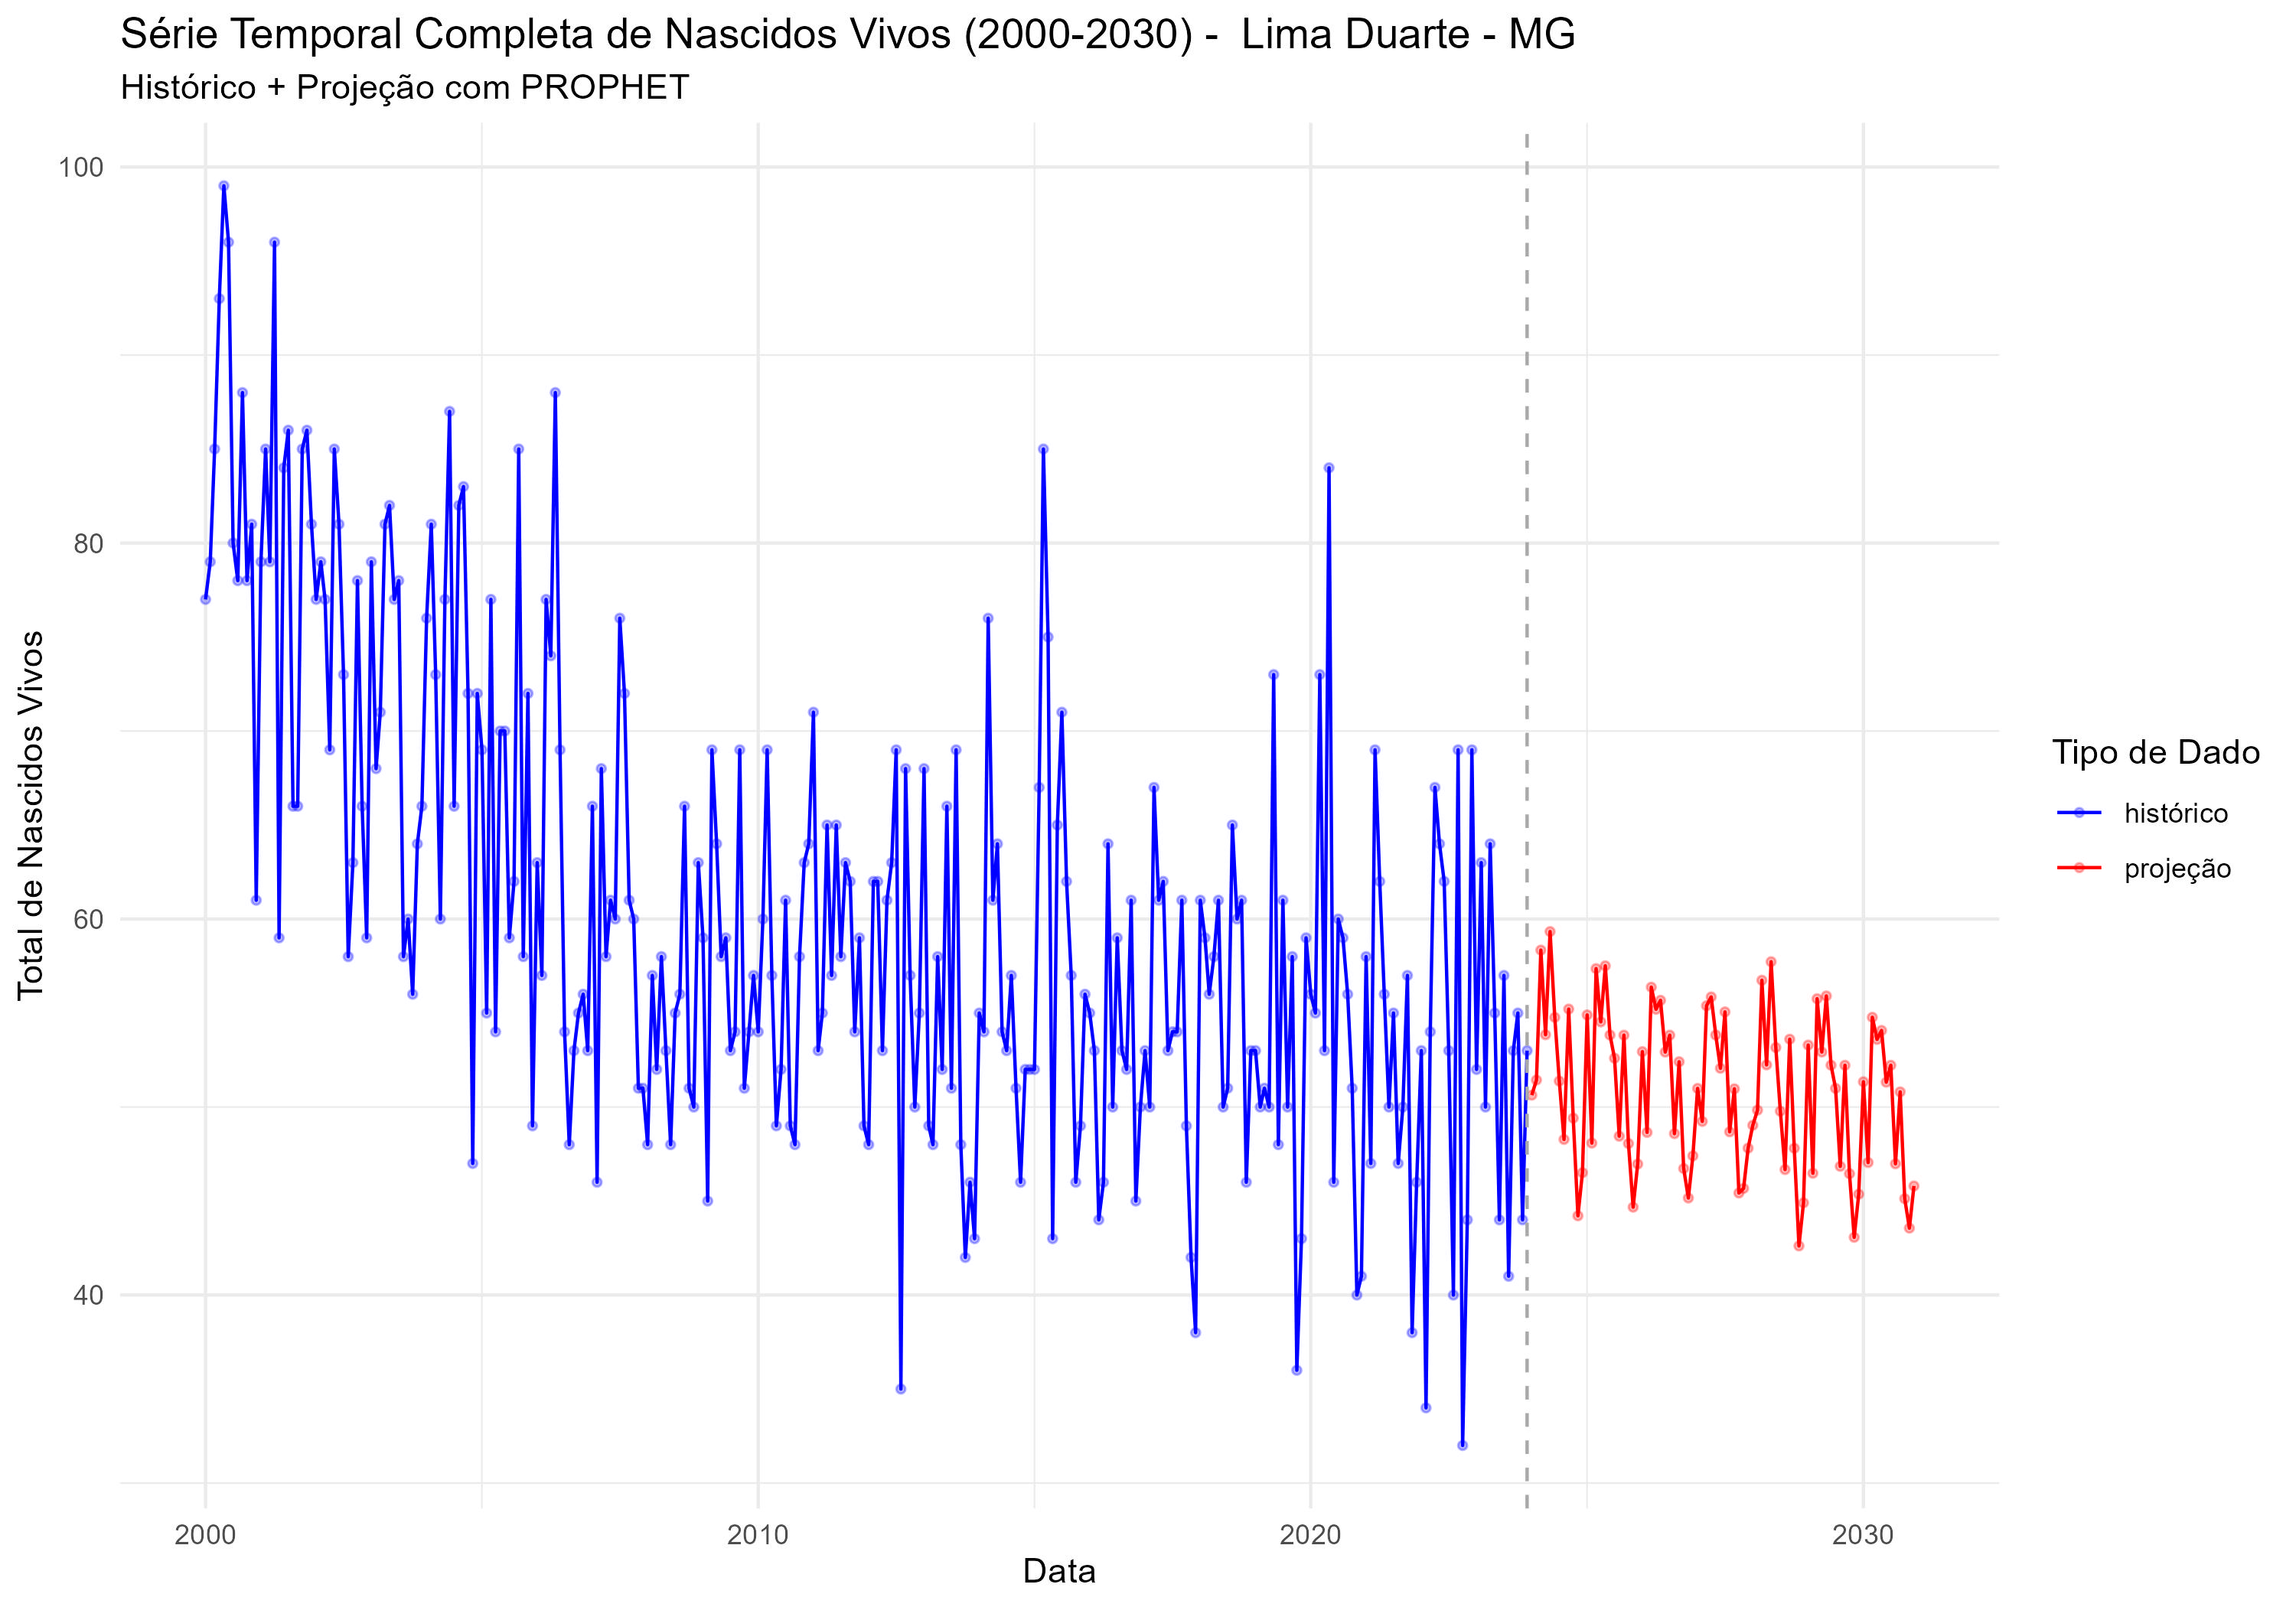 Série Temporal Completa de Nascidos Vivos (2000-2030) -  Lima Duarte - MG
Histórico + Projeção com PROPHET
Total de Nascidos Vivos
100
80
60
40
2000
2010
2020
2030
Data
Tipo de Dado
histórico
projeção